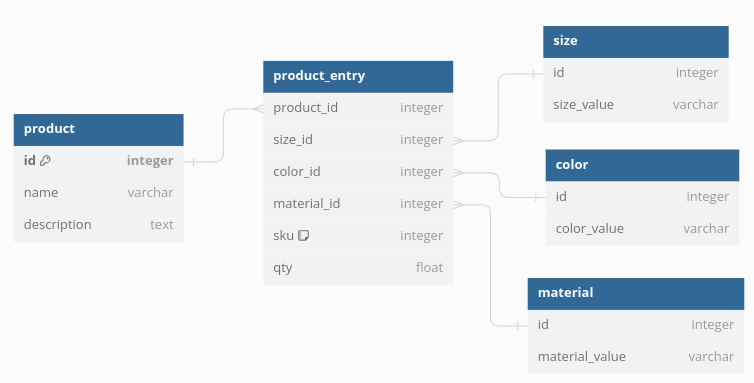 product
id integer
name varchar
description text
product_entry
product_id integer
size_id integer
color_id integer
material_id integer
sku integer
qty float
size
id integer
size_value varchar
color
id integer
color_value varchar
material
id integer
material_value varchar